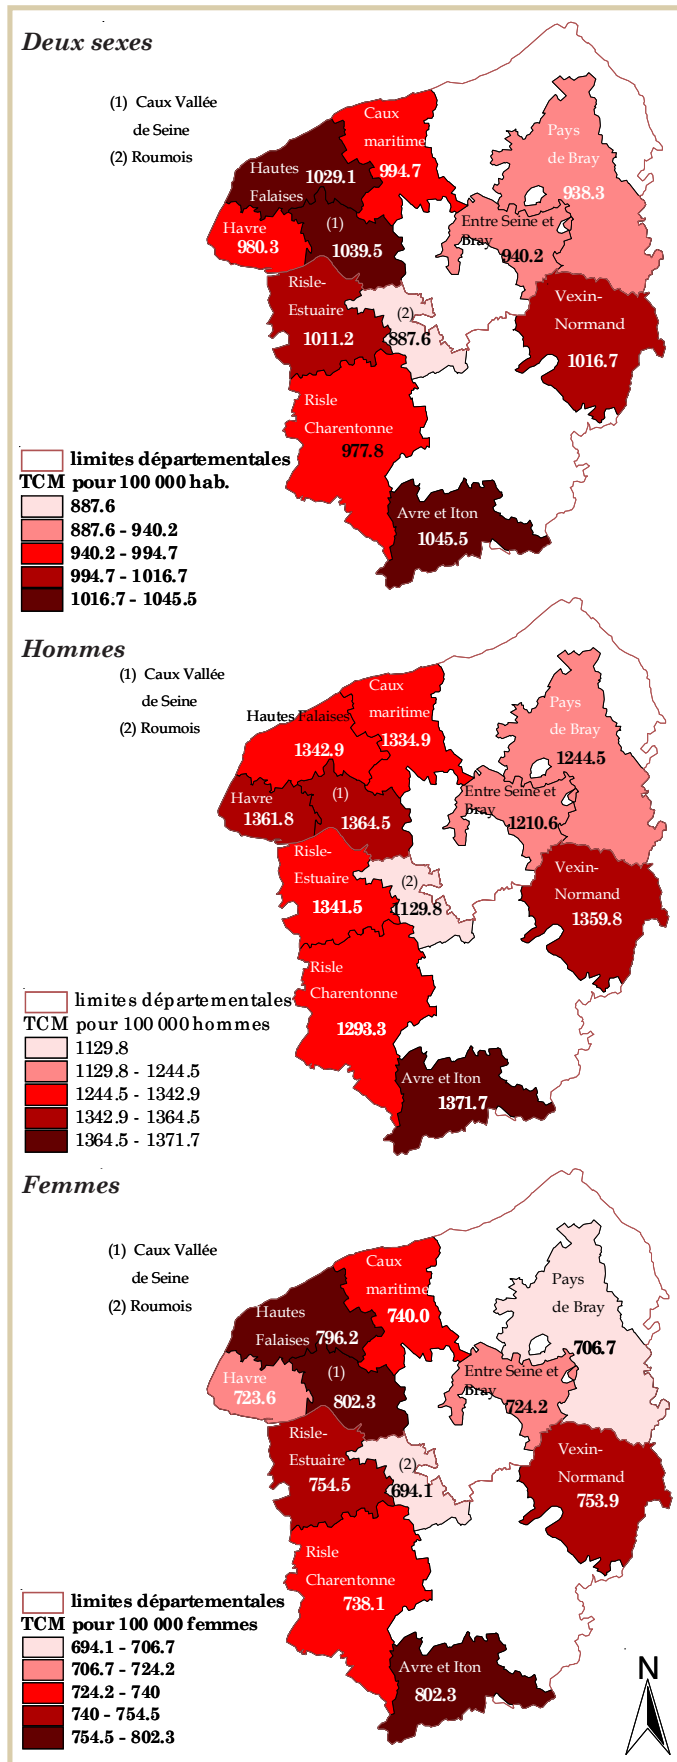 Deux sexes
(1) Caux Vallée
de Seine
(2) Roumois
Caux
maritime
994.7
Pays
de Bray
938.3
Hautes
Falaises
1029.1
Havre
980.3
(1)
1039.5
Entre Seine et
Bray
940.2
Risle-
Estuaire
1011.2
(2)
887.6
Vexin-
Normand
1016.7
Risle
Charentonne
977.8
Avre et Iton
1045.5
limites départementales
TCM pour 100 000 hab.
887.6
887.6 - 940.2
940.2 - 994.7
994.7 - 1016.7
1016.7 - 1045.5
Hommes
(1) Caux Vallée
de Seine
(2) Roumois
Caux
maritime
1334.9
Pays
de Bray
1244.5
Hautes Falaises
1342.9
Havre
1361.8
(1)
1364.5
Entre Seine et
Bray
1210.6
Risle-
Estuaire
1341.5
(2)
1129.8
Vexin-
Normand
1359.8
Risle
Charentonne
1293.3
Avre et Iton
1371.7
limites départementales
TCM pour 100 000 hommes
1129.8
1129.8 - 1244.5
1244.5 - 1342.9
1342.9 - 1364.5
1364.5 - 1371.7
Femmes
(1) Caux Vallée
de Seine
(2) Roumois
Caux
maritime
740.0
Pays
de Bray
706.7
Hautes
Falaises 796.2
Havre
723.6
(1)
802.3
Entre Seine et
Bray
724.2
Risle-
Estuaire
754.5
(2)
694.1
Vexin-
Normand
753.9
Risle
Charentonne
738.1
Avre et Iton
802.3
limites départementales
TCM pour 100 000 femmes
694.1 - 706.7
706.7 - 724.2
724.2 - 740
740 - 754.5
754.5 - 802.3
N